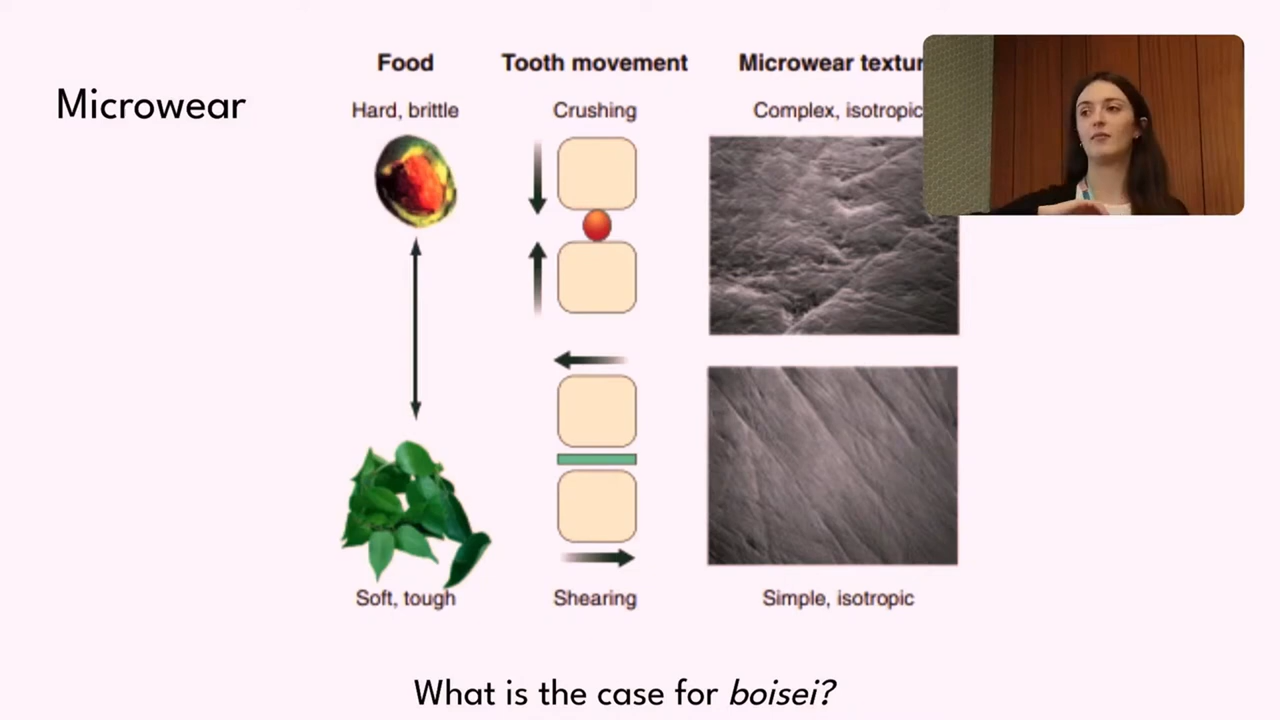 Microwear
Food
Tooth movement
Microwear
Hard, brittle
Crushing
Complex, isotropic
Soft, tough
Shearing
Simple, isotropic
What is the case for boisei?